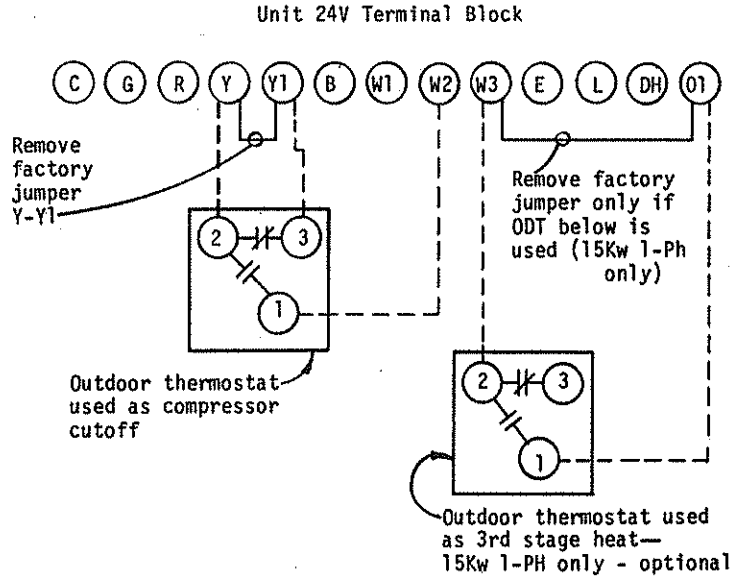 Unit 24V Terminal Block
C G R Y Y1 B W1 W2 W3 E L DH 01
Remove
factory
jumper
Y-Y1
Remove factory
jumper only if
ODT below is
used (15Kw 1-Ph
only)
2 3
1
Outdoor thermostat
used as compressor
cutoff
2 3
1
Outdoor thermostat used
as 3rd stage heat—
15Kw 1-PH only - optional